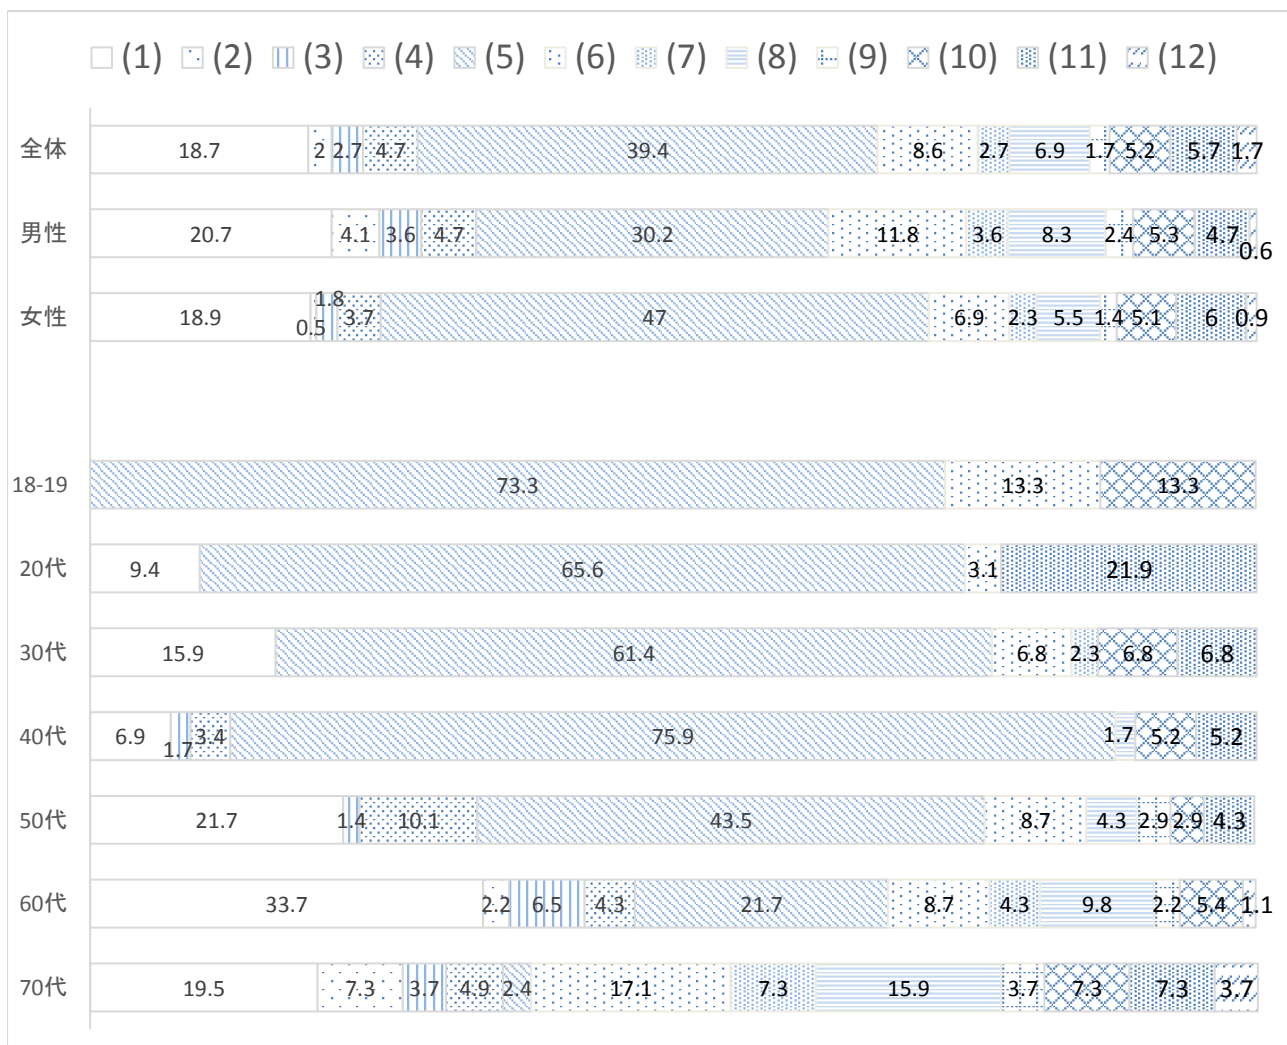 (1) (2) (3) (4) (5) (6) (7) (8) (9) (10) (11) (12)
全体 18.7 2 2.7 4.7 39.4 8.6 2.7 6.9 1.7 5.2 5.7 1.7
男性 20.7 4.1 3.6 4.7 30.2 11.8 3.6 8.3 2.4 5.3 4.7 0.6
女性 18.9 0.5 1.8 3.7 47 6.9 2.3 5.5 1.4 5.1 6 0.9
18-19 73.3 13.3 13.3
20代 9.4 65.6 3.1 21.9
30代 15.9 61.4 6.8 2.3 6.8 6.8
40代 6.9 1.7 3.4 75.9 1.7 5.2 5.2
50代 21.7 1.4 10.1 43.5 8.7 4.3 2.9 2.9 4.3
60代 33.7 2.2 6.5 4.3 21.7 8.7 4.3 9.8 2.2 5.4 1.1
70代 19.5 7.3 3.7 4.9 2.4 17.1 7.3 15.9 3.7 7.3 7.3 3.7